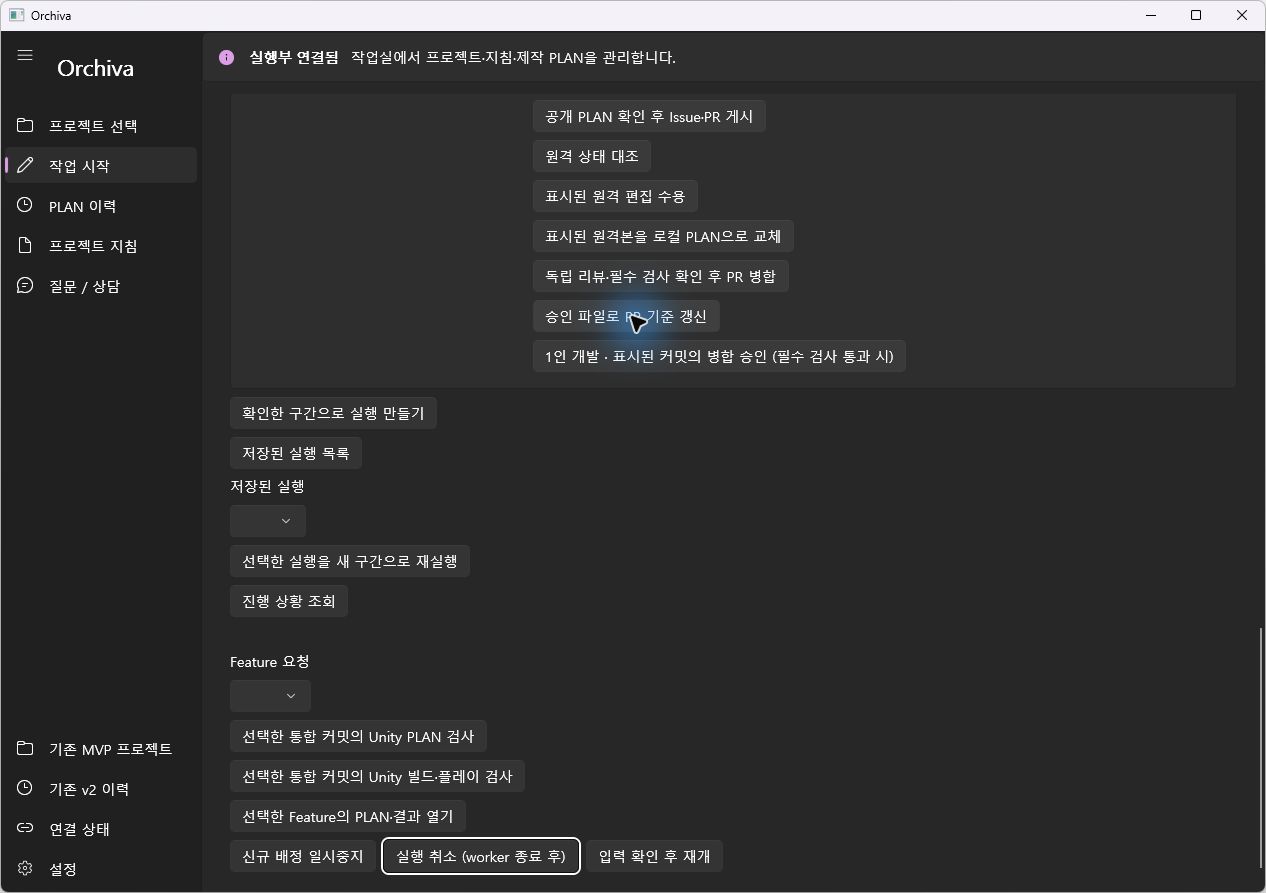 Orchiva
Orchiva
실행부 연결됨 작업실에서 프로젝트·지침·제작 PLAN을 관리합니다.
프로젝트 선택
작업 시작
PLAN 이력
프로젝트 지침
질문 / 상담
기존 MVP 프로젝트
기존 v2 이력
연결 상태
설정
공개 PLAN 확인 후 Issue·PR 게시
원격 상태 대조
표시된 원격 편집 수용
표시된 원격본을 로컬 PLAN으로 교체
독립 리뷰·필수 검사 확인 후 PR 병합
승인 파일로 PR 기준 갱신
1인 개발 · 표시된 커밋의 병합 승인 (필수 검사 통과 시)
확인한 구간으로 실행 만들기
저장된 실행 목록
저장된 실행
선택한 실행을 새 구간으로 재실행
진행 상황 조회
Feature 요청
선택한 통합 커밋의 Unity PLAN 검사
선택한 통합 커밋의 Unity 빌드·플레이 검사
선택한 Feature의 PLAN·결과 열기
신규 배정 일시중지 실행 취소 (worker 종료 후) 입력 확인 후 재개